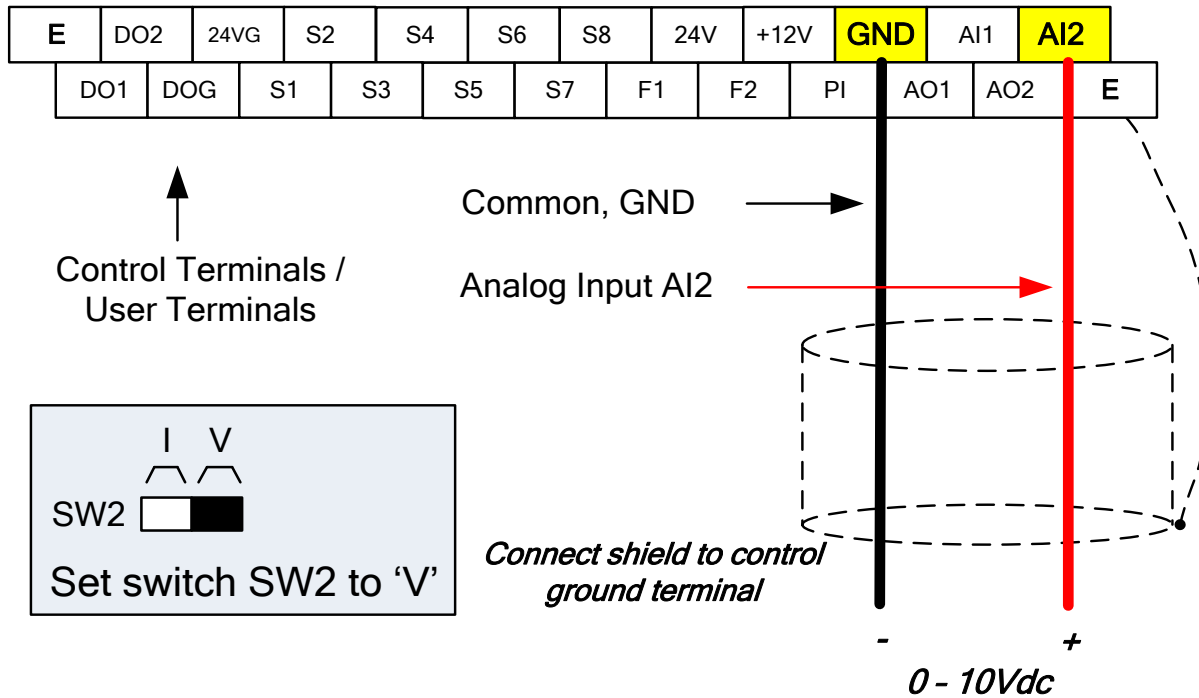 E DO2 24VG S2 S4 S6 S8 24V +12V GND AI1 AI2
DO1 DOG S1 S3 S5 S7 F1 F2 PI AO1 AO2 E
Common, GND
Control Terminals /
User Terminals
Analog Input AI2
I V
SW2
Set switch SW2 to ‘V’
Connect shield to control
ground terminal
- +
0 - 10Vdc